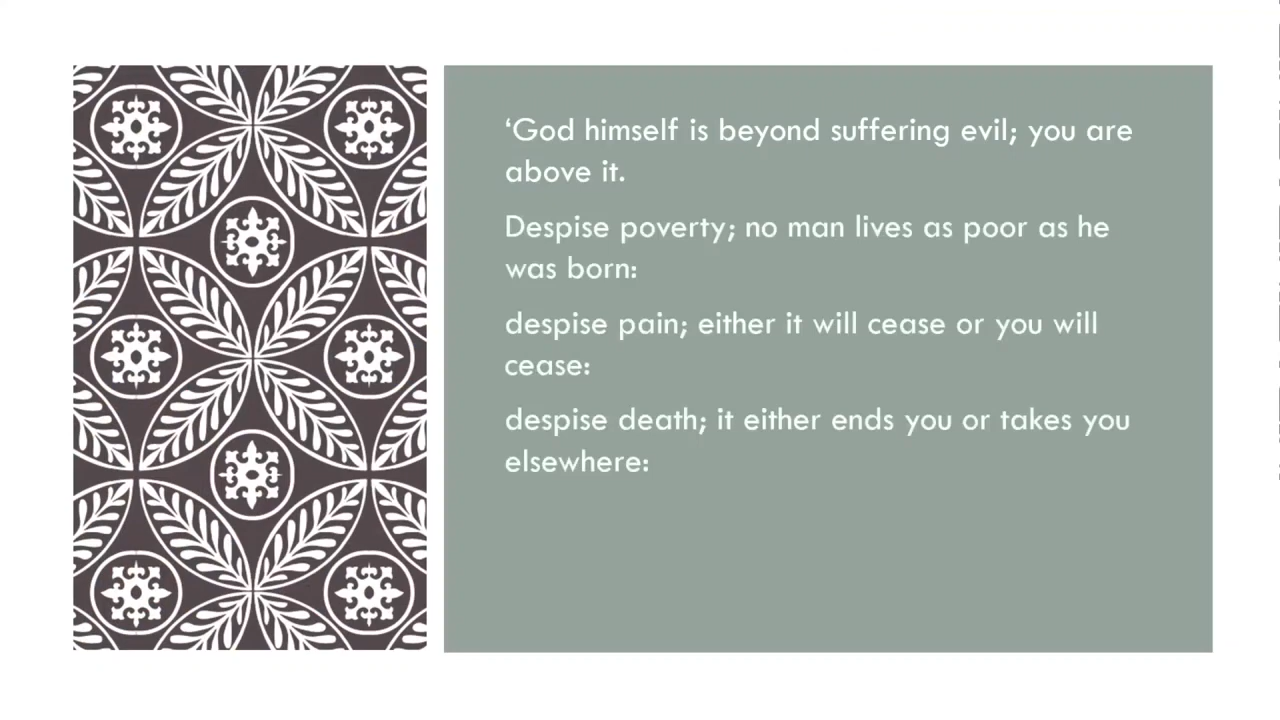 ‘God himself is beyond suffering evil; you are
above it.
Despise poverty; no man lives as poor as he
was born:
despise pain; either it will cease or you will
cease:
despise death; it either ends you or takes you
elsewhere: